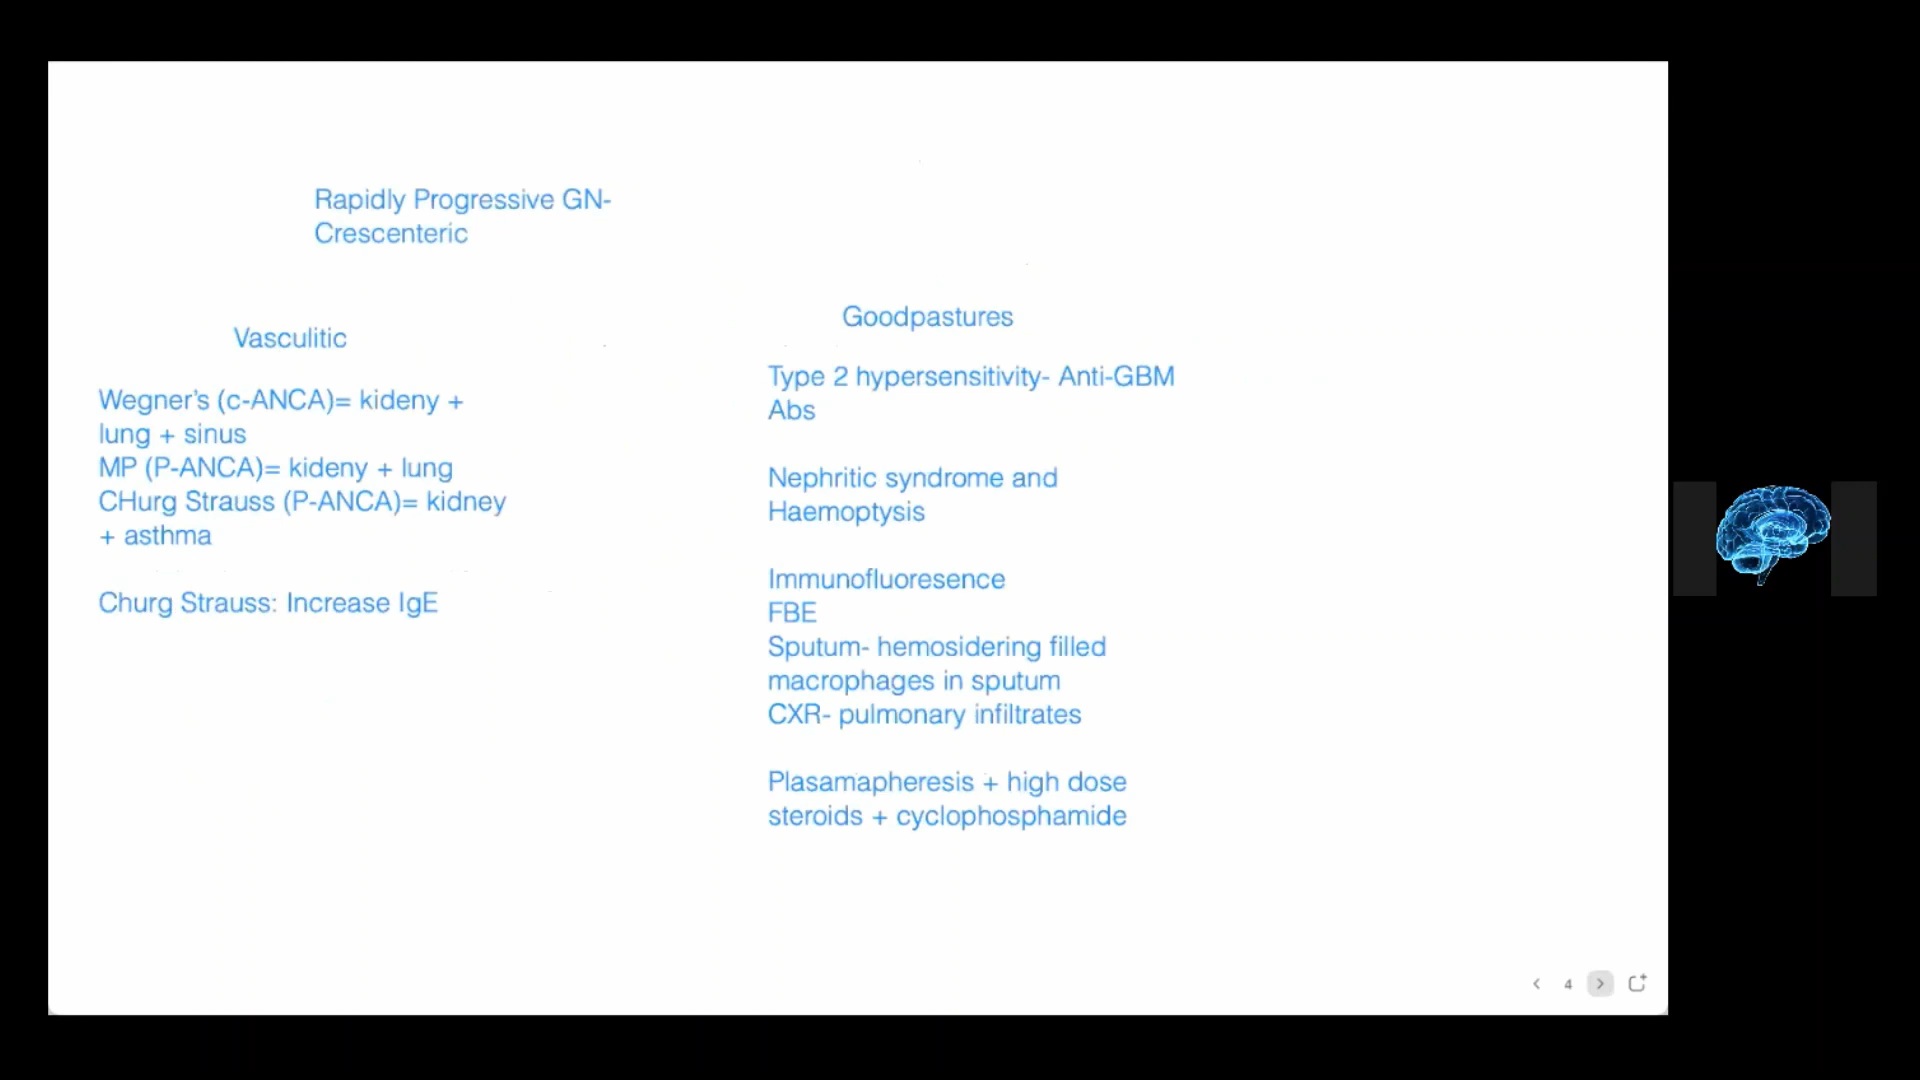 Rapidly Progressive GN-
Crescenteric
Vasculitic
Wegner's (c-ANCA)= kideny +
lung + sinus
MP (P-ANCA)= kideny + lung
CHurg Strauss (P-ANCA)= kidney
+ asthma
Churg Strauss: Increase IgE
Goodpastures
Type 2 hypersensitivity- Anti-GBM
Abs
Nephritic syndrome and
Haemoptysis
Immunofluoresence
FBE
Sputum- hemosidering filled
macrophages in sputum
CXR- pulmonary infiltrates
Plasamapheresis + high dose
steroids + cyclophosphamide
4